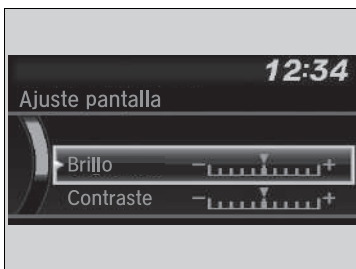 12:34
Ajuste pantalla
Brillo - +
Contraste - +